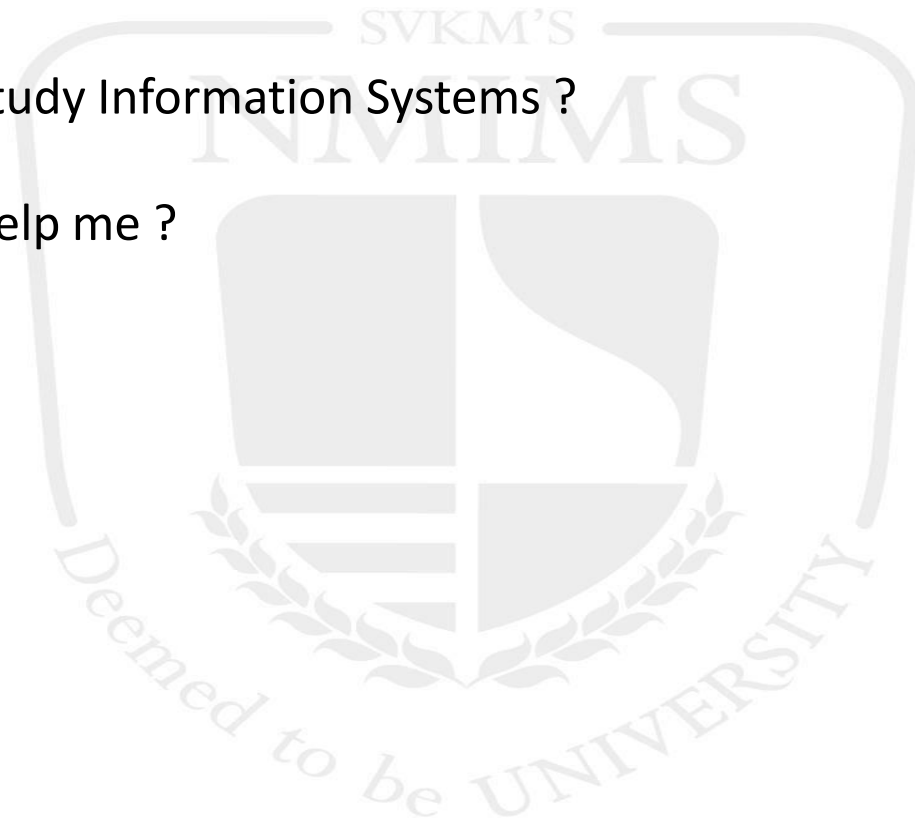 SVKM'S
tudy Information Systems ?
NMIMS
elp me ?
Deemed to be UNIVERSITY